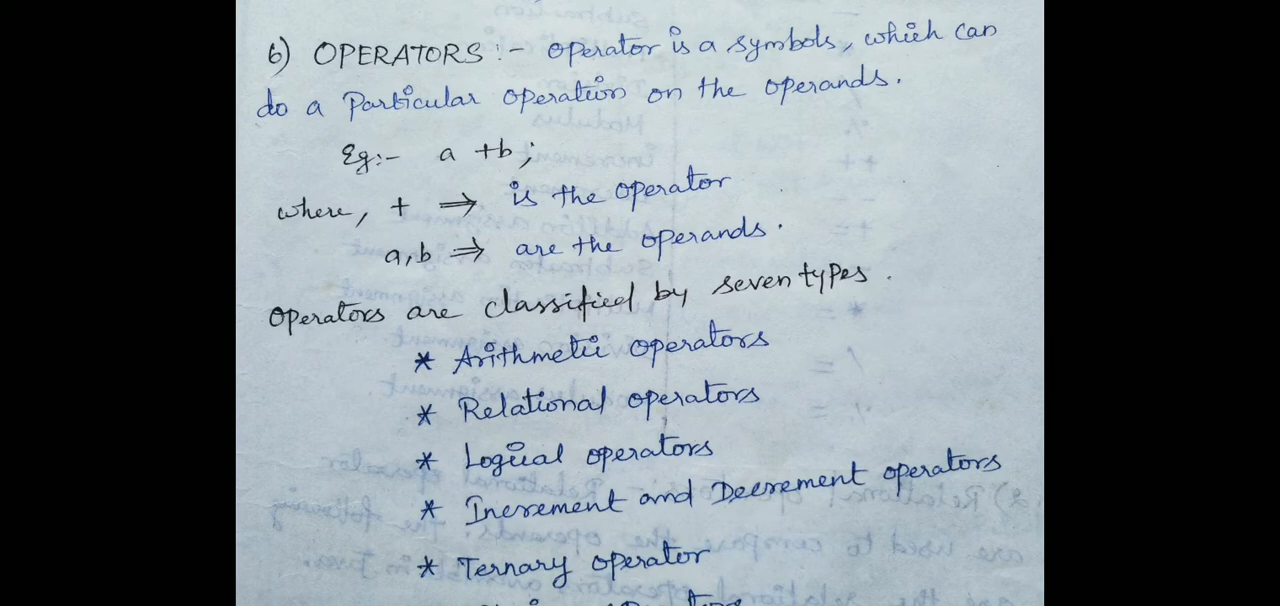 6) OPERATORS :- Operator is a symbols, which can
do a Particular operation on the operands.
Eg:- a +b;
where, + ⇒ is the operator
a,b ⇒ are the operands.
Operators are classified by seven types.
* Arithmetic operators
* Relational operators
* Logical operators
* Increment and Decrement operators
* Ternary operator